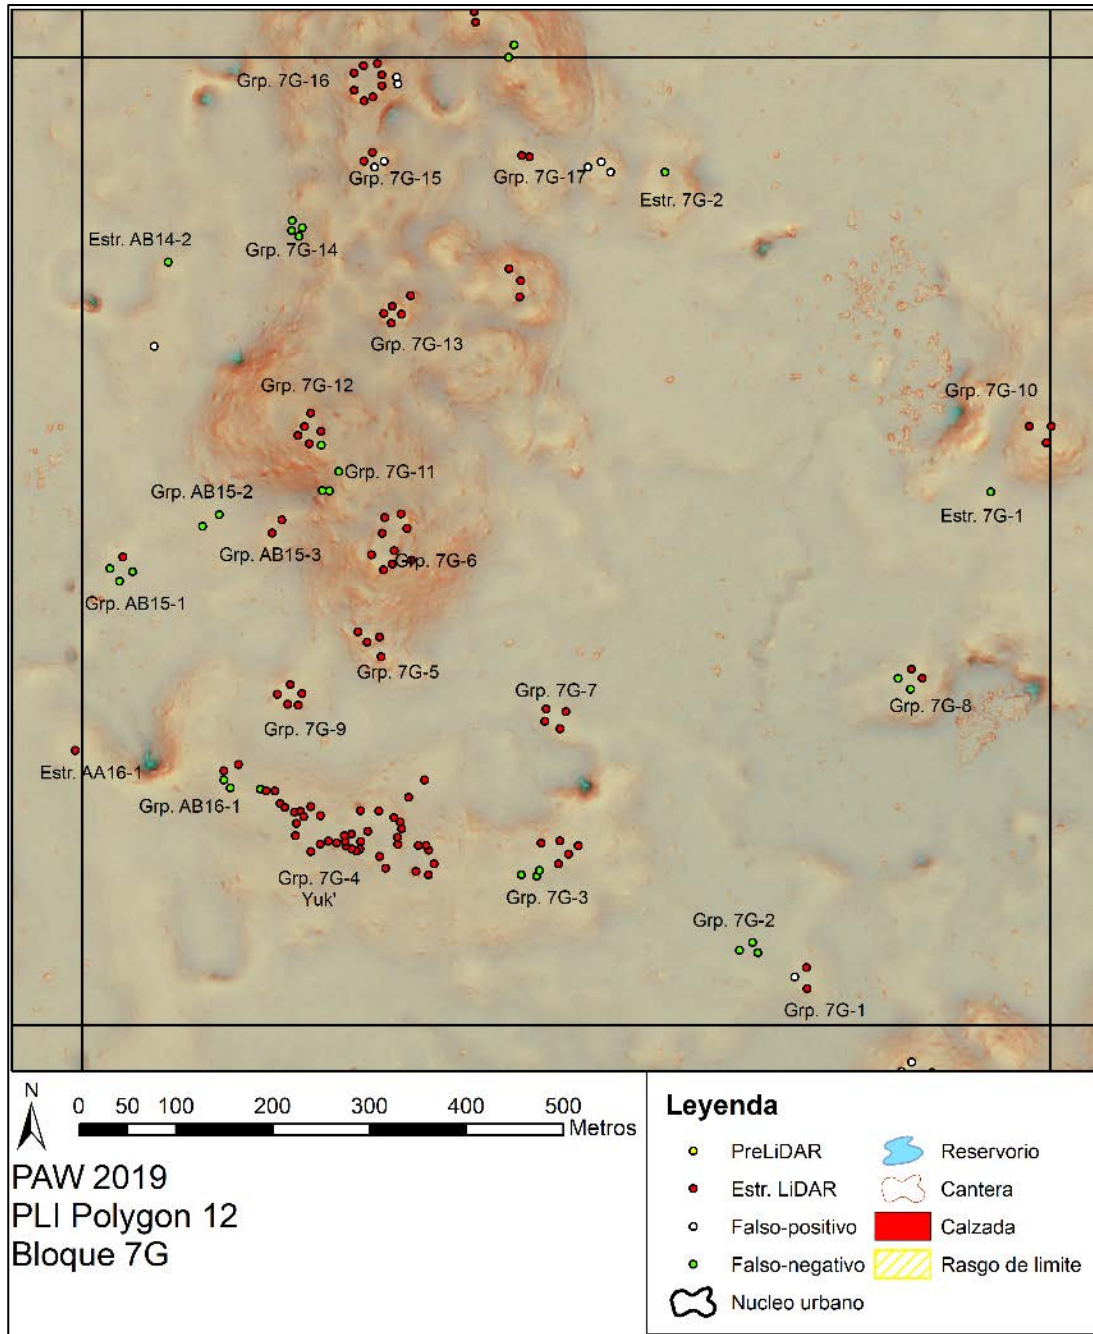 Grp. 7G-16
Grp. 7G-15
Grp. 7G-17
Estr. 7G-2
Estr. AB14-2
Grp. 7G-14
Grp. 7G-13
Grp. 7G-12
Grp. 7G-10
Grp. 7G-11
Grp. AB15-2
Estr. 7G-1
Grp. AB15-3
Grp. 7G-6
Grp. AB15-1
Grp. 7G-5
Grp. 7G-7
Grp. 7G-8
Grp. 7G-9
Estr. AA16-1
Grp. AB16-1
Grp. 7G-4
Yuk'
Grp. 7G-3
Grp. 7G-2
Grp. 7G-1
N
0 50 100 200 300 400 500
Metros
PAW 2019
PLI Polygon 12
Bloque 7G
Leyenda
PreLiDAR
Estr. LiDAR
Falso-positivo
Falso-negativo
Nucleo urbano
Reservorio
Cantera
Calzada
Rasgo de limite